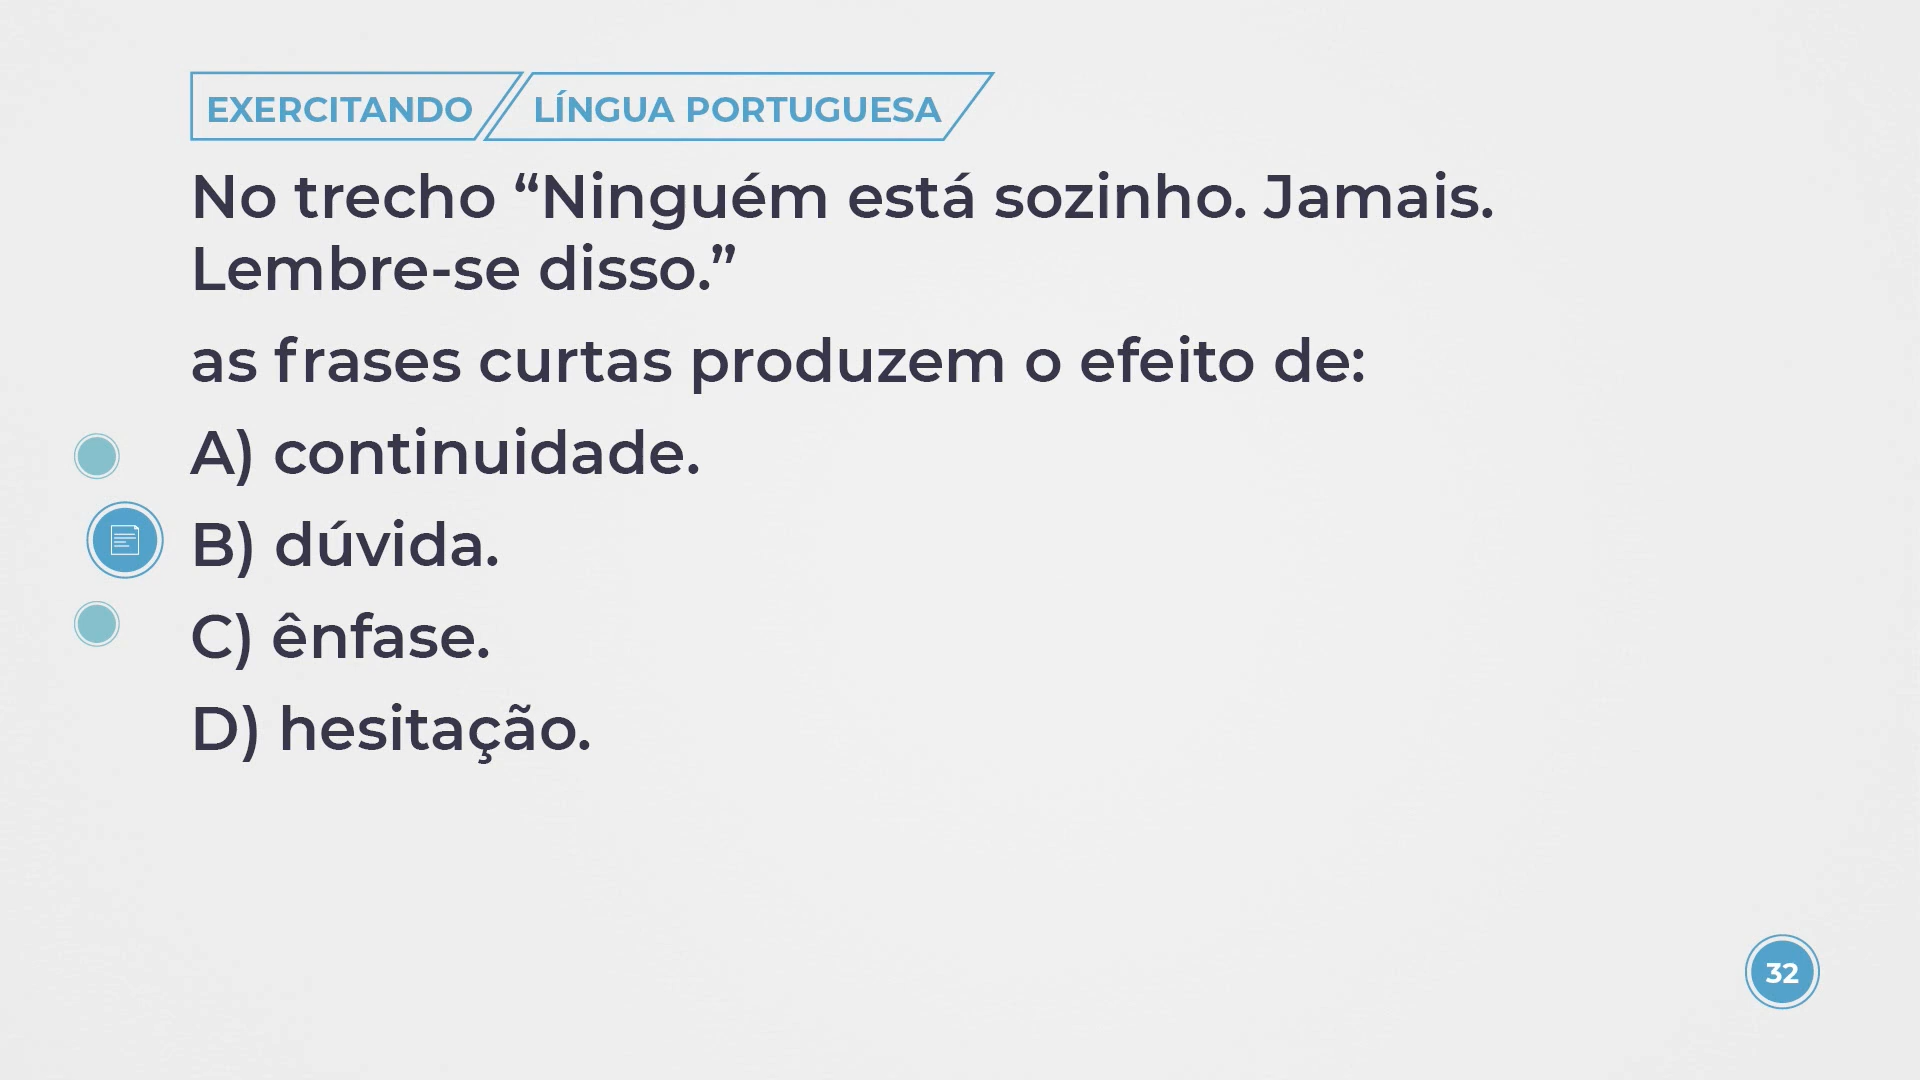 EXERCITANDO LÍNGUA PORTUGUESA
No trecho “Ninguém está sozinho. Jamais.
Lembre-se disso.”
as frases curtas produzem o efeito de:
A) continuidade.
B) dúvida.
C) ênfase.
D) hesitação.
32